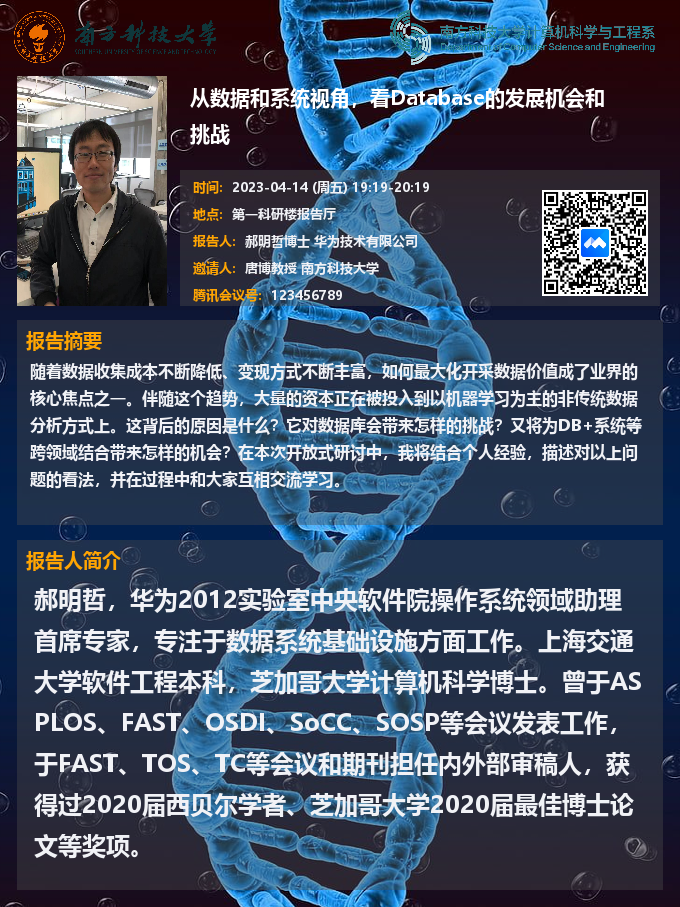 南方科技大学
SOUTHERN UNIVERSITY OF SCIENCE AND TECHNOLOGY
南方科技大学计算机科学与工程系
Department of Computer Science and Engineering
从数据和系统视角，看Database的发展机会和
挑战
时间：2023-04-14 (周五) 19:19-20:19
地点：第一科研楼报告厅
报告人：郝明哲博士 华为技术有限公司
邀请人：唐博教授 南方科技大学
腾讯会议号：123456789
报告摘要
随着数据收集成本不断降低、变现方式不断丰富，如何最大化开采数据价值成了业界的
核心焦点之一。伴随这个趋势，大量的资本正在被投入到以机器学习为主的非传统数据
分析方式上。这背后的原因是什么？它对数据库会带来怎样的挑战？又将为DB+系统等
跨领域结合带来怎样的机会？在本次开放式研讨中，我将结合个人经验，描述对以上问
题的看法，并在过程中和大家互相交流学习。
报告人简介
郝明哲，华为2012实验室中央软件院操作系统领域助理
首席专家，专注于数据系统基础设施方面工作。上海交通
大学软件工程本科，芝加哥大学计算机科学博士。曾于AS
PLOS、FAST、OSDI、SoCC、SOSP等会议发表工作，
于FAST、TOS、TC等会议和期刊担任内外部审稿人，获
得过2020届西贝尔学者、芝加哥大学2020届最佳博士论
文等奖项。